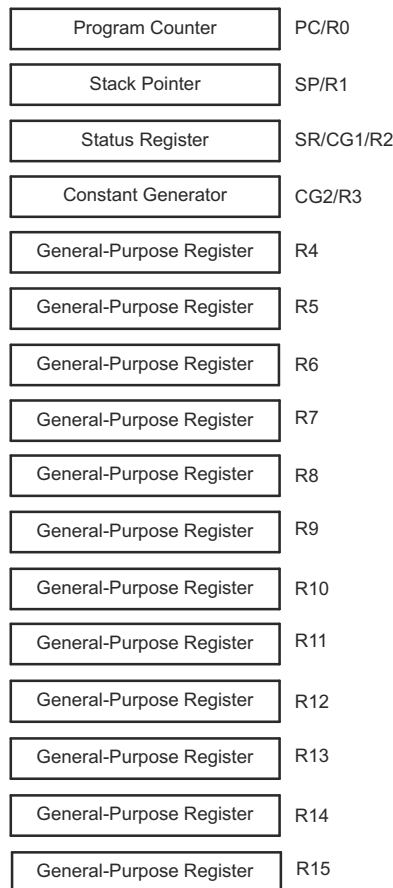 Program Counter PC/R0
Stack Pointer SP/R1
Status Register SR/CG1/R2
Constant Generator CG2/R3
General-Purpose Register R4
General-Purpose Register R5
General-Purpose Register R6
General-Purpose Register R7
General-Purpose Register R8
General-Purpose Register R9
General-Purpose Register R10
General-Purpose Register R11
General-Purpose Register R12
General-Purpose Register R13
General-Purpose Register R14
General-Purpose Register R15